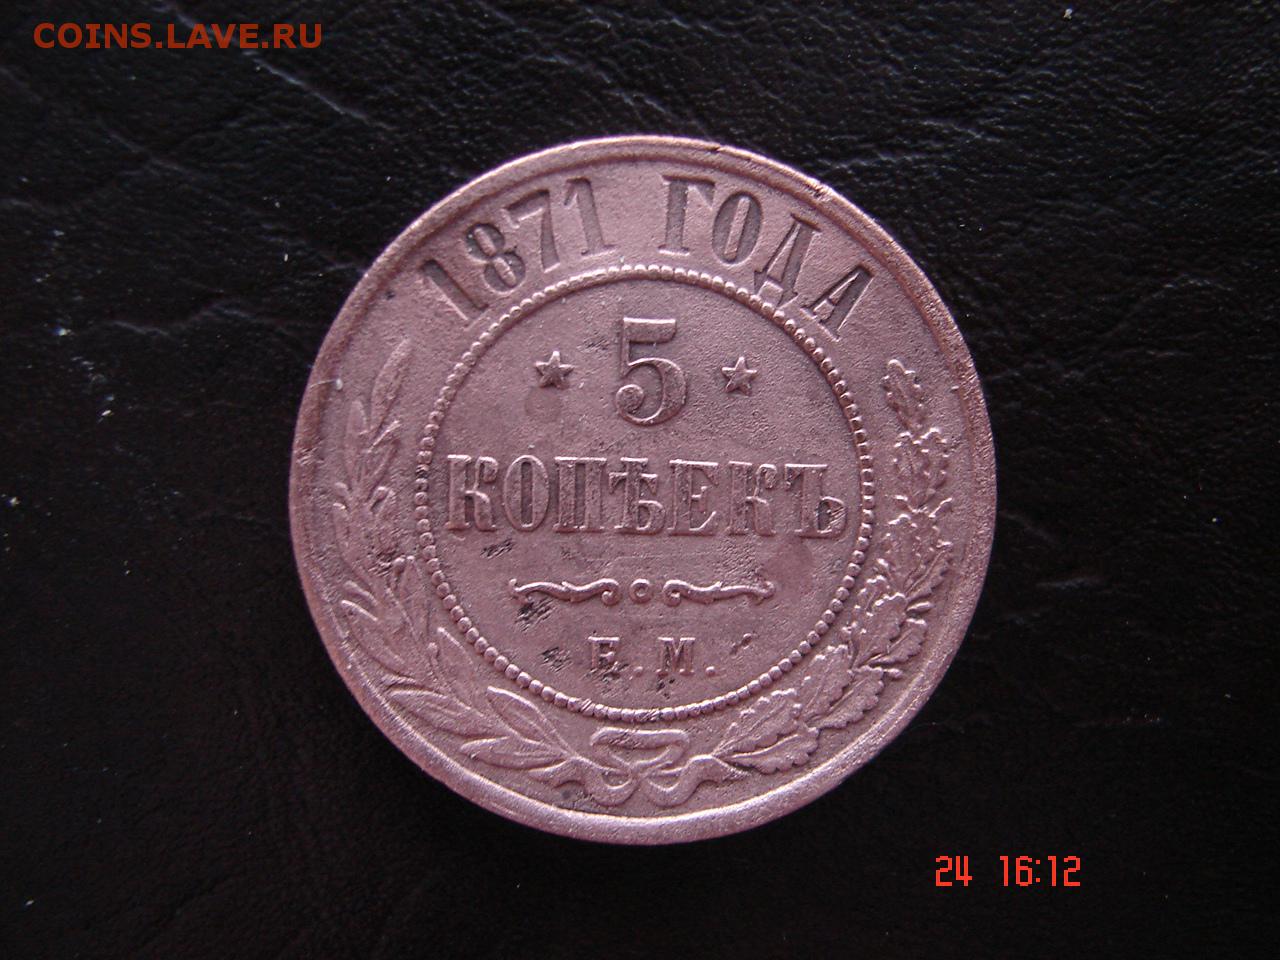 COINS.LAVE.RU
1871 ГОДА
5
КОПѢЕКЪ
Е.М.
24 16:12